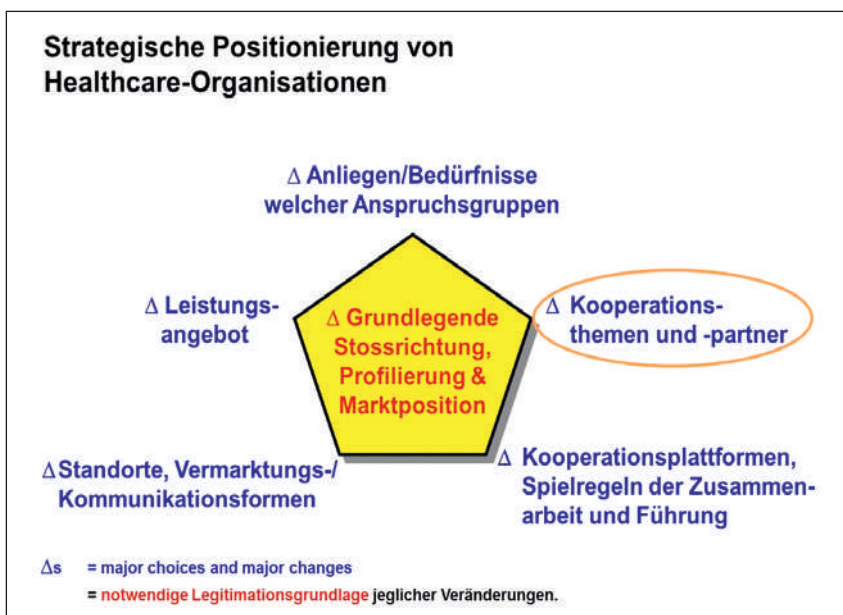 Strategische Positionierung von
Healthcare-Organisationen
Δ Anliegen/Bedürfnisse
welcher Anspruchsgruppen
Δ Leistungs-
angebot
Δ Grundlegende
Stossrichtung,
Profilierung &
Marktposition
Δ Kooperations-
themen und -partner
Δ Standorte, Vermarktungs-/
Kommunikationsformen
Δ Kooperationsplattformen,
Spielregeln der Zusammen-
arbeit und Führung
Δs = major choices and major changes
= notwendige Legitimationsgrundlage jeglicher Veränderungen.